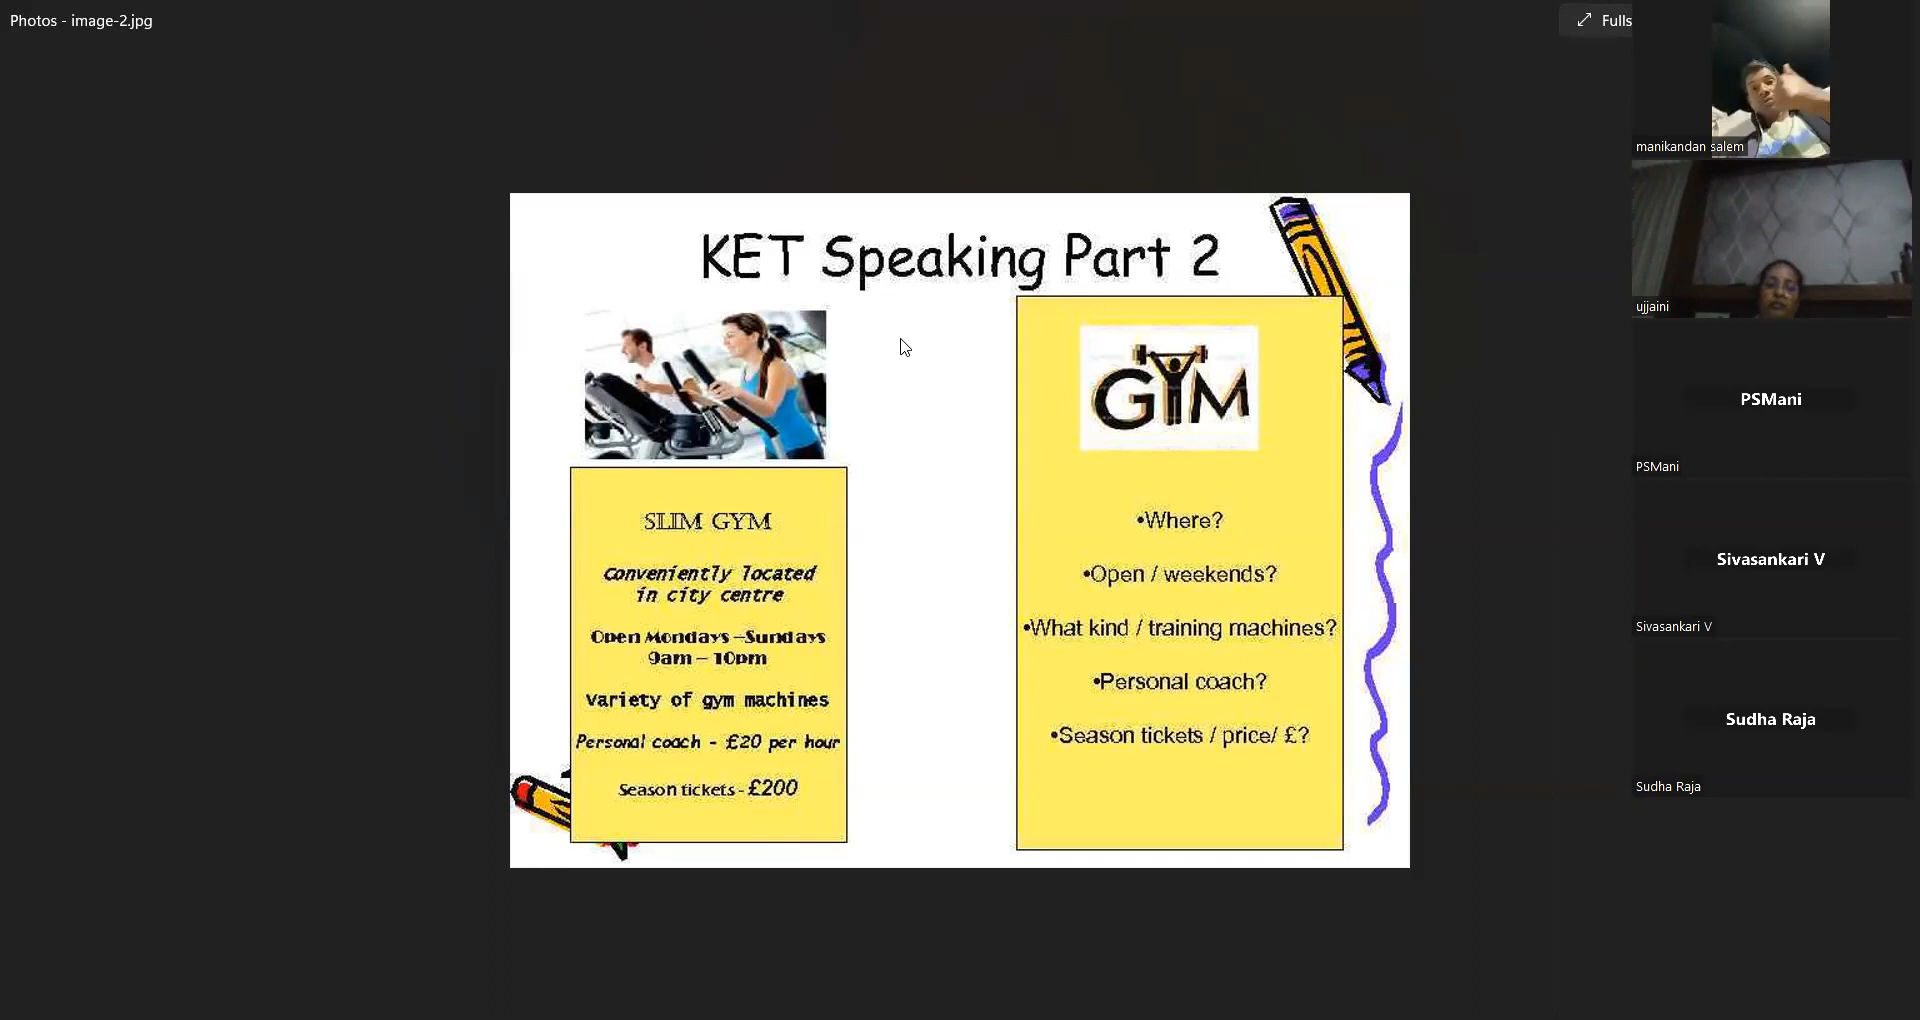 Photos - image-2.jpg
Fulls
KET Speaking Part 2
GYM
SLIM GYM
Conveniently located
in city centre
Open Mondays –Sundays
9am – 10pm
Variety of gym machines
Personal coach - £20 per hour
Season tickets - £200
•Where?
•Open / weekends?
•What kind / training machines?
•Personal coach?
•Season tickets / price/ £?
manikandan salem
ujjaini
PSMani
PSMani
Sivasankari V
Sivasankari V
Sudha Raja
Sudha Raja